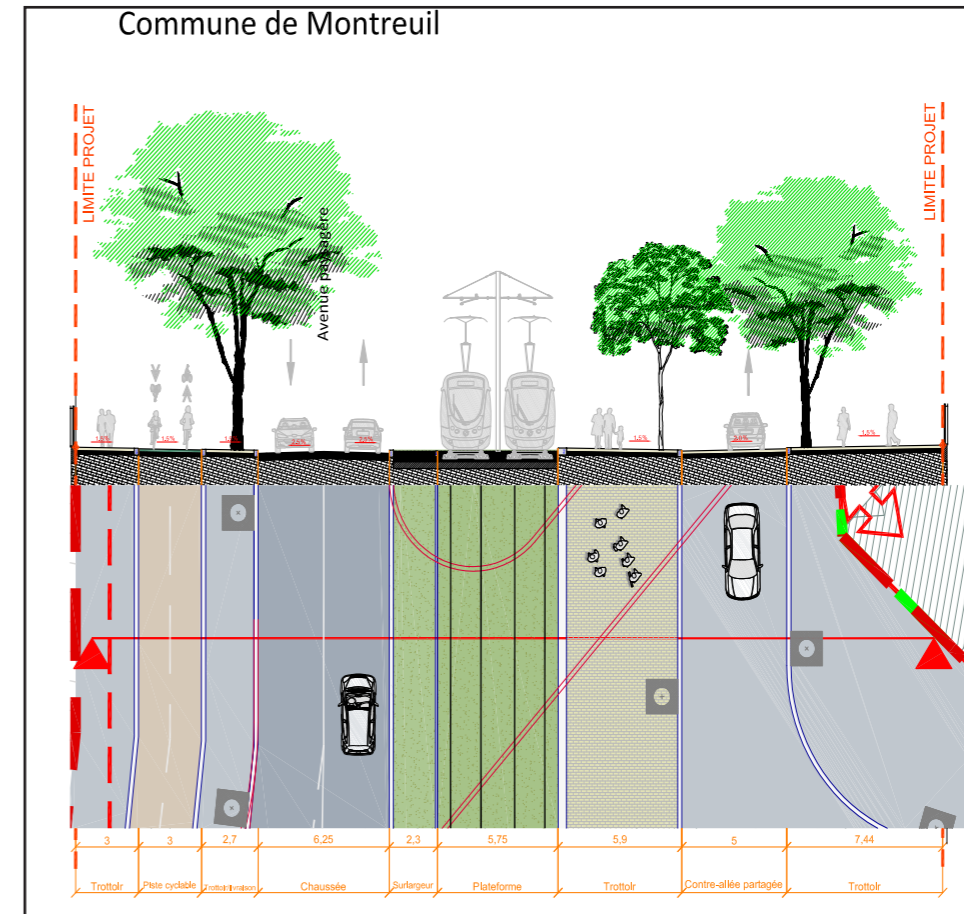 Commune de Montreuil
LIMITE PROJET
LIMITE PROJET
Avenue paysagère
1,5%
1,5%
1,5%
2,5%
2,5%
1,5%
2,0%
1,5%
3 3 2,7 6,25 2,3 5,75 5,9 5 7,44
Trottoir Piste cyclable Trottoir/livraison Chaussée Surlargeur Plateforme Trottoir Contre-allée partagée Trottoir